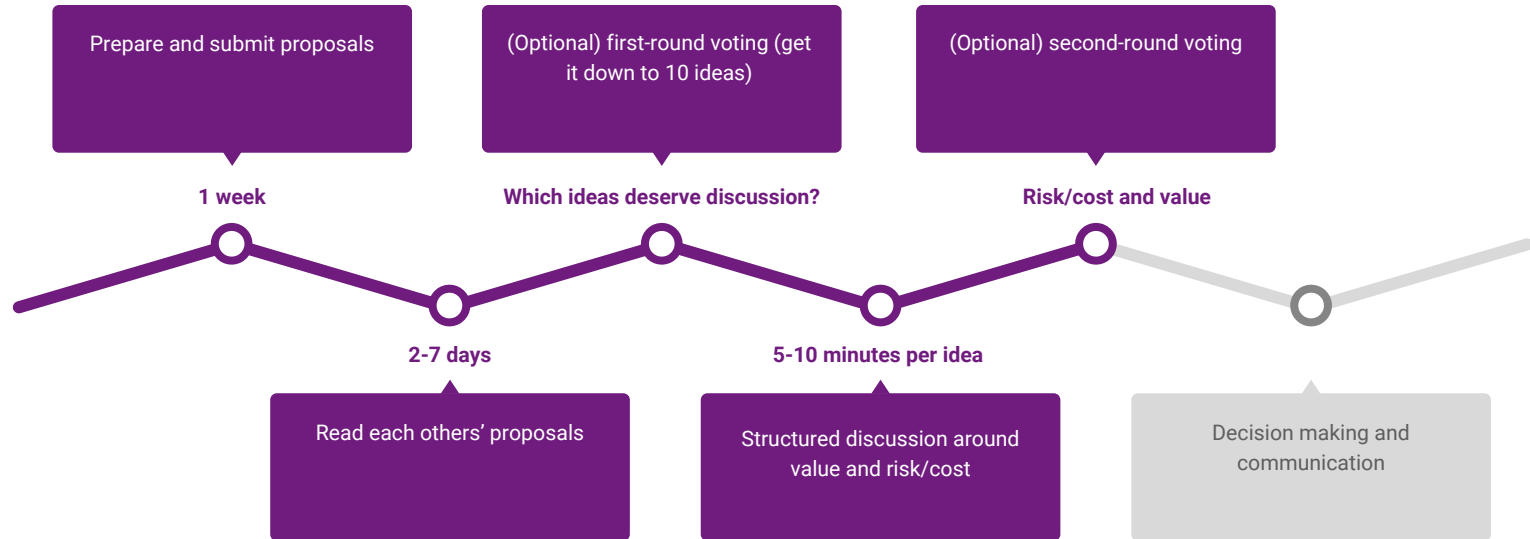 Prepare and submit proposals
(Optional) first-round voting (get
it down to 10 ideas)
(Optional) second-round voting
1 week
Which ideas deserve discussion?
Risk/cost and value
2-7 days
5-10 minutes per idea
Read each others’ proposals
Structured discussion around
value and risk/cost
Decision making and
communication